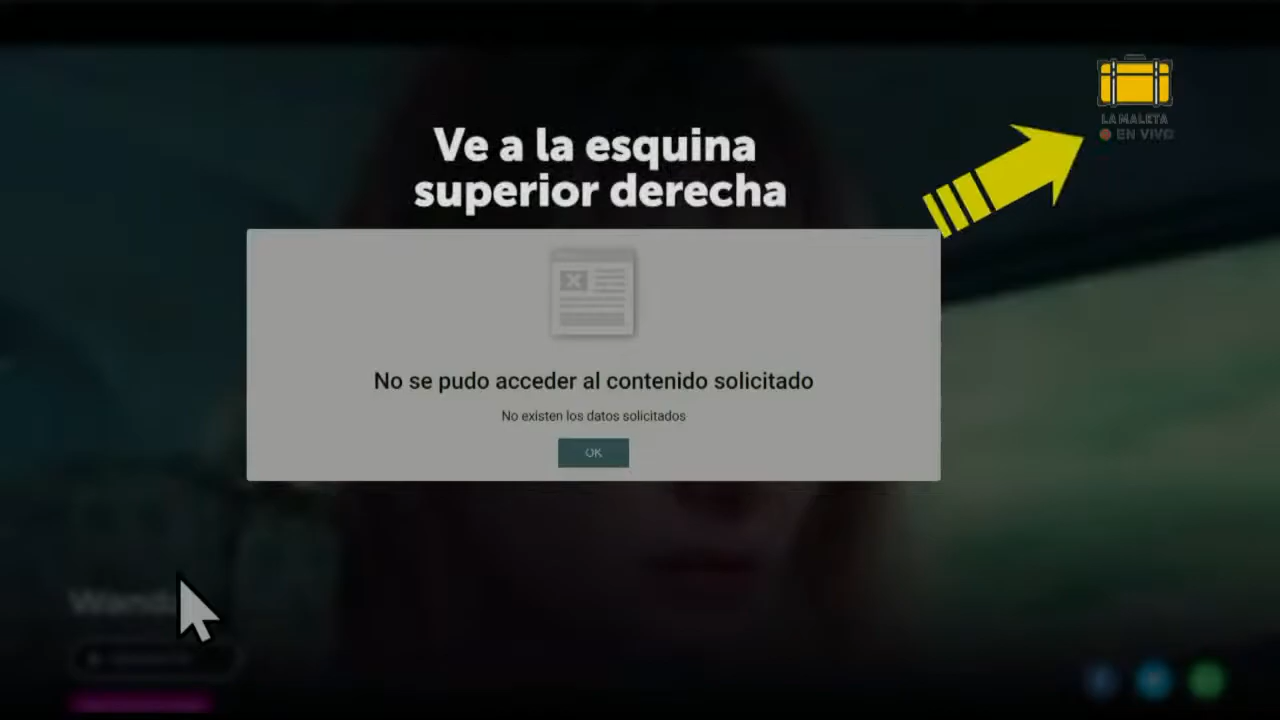 LA MALETA
EN VIVO
Ve a la esquina
superior derecha
No se pudo acceder al contenido solicitado
No existen los datos solicitados
OK